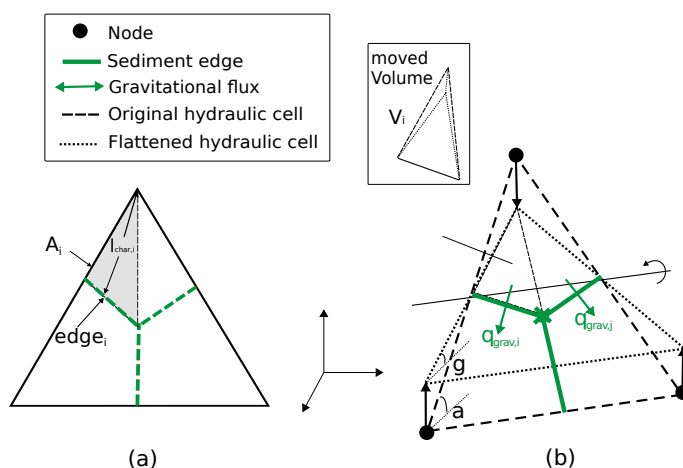 Node
Sediment edge
Gravitational flux
Original hydraulic cell
Flattened hydraulic cell
moved
Volume
Vi
Ai
lchar,i
edgei
qgrav,i
qgrav,j
g
a
(a)
(b)